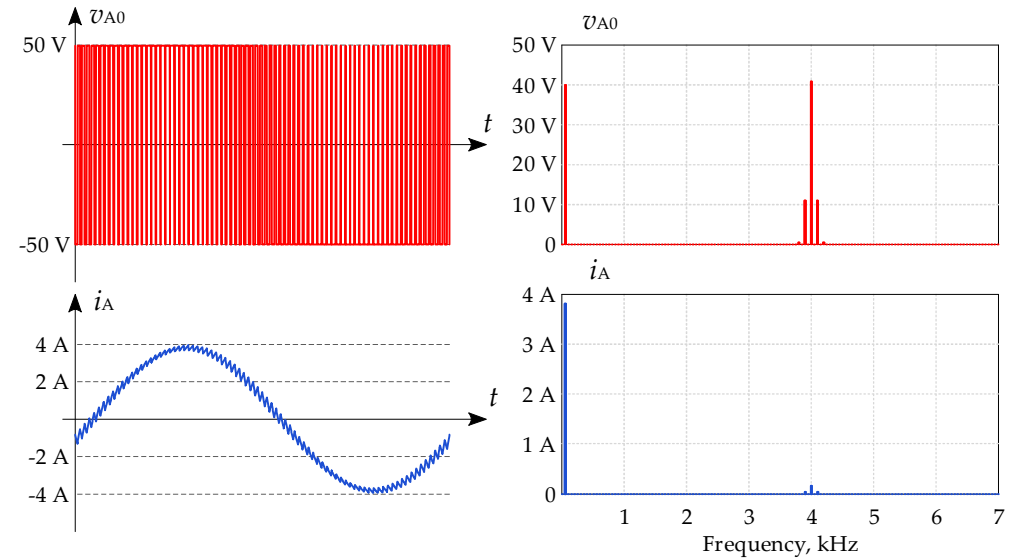 vA0
50 V
t
-50 V
iA
4 A
2 A
t
-2 A
-4 A
vA0
50 V
40 V
30 V
20 V
10 V
0
iA
4 A
3 A
2 A
1 A
0
1 2 3 4 5 6 7
Frequency, kHz